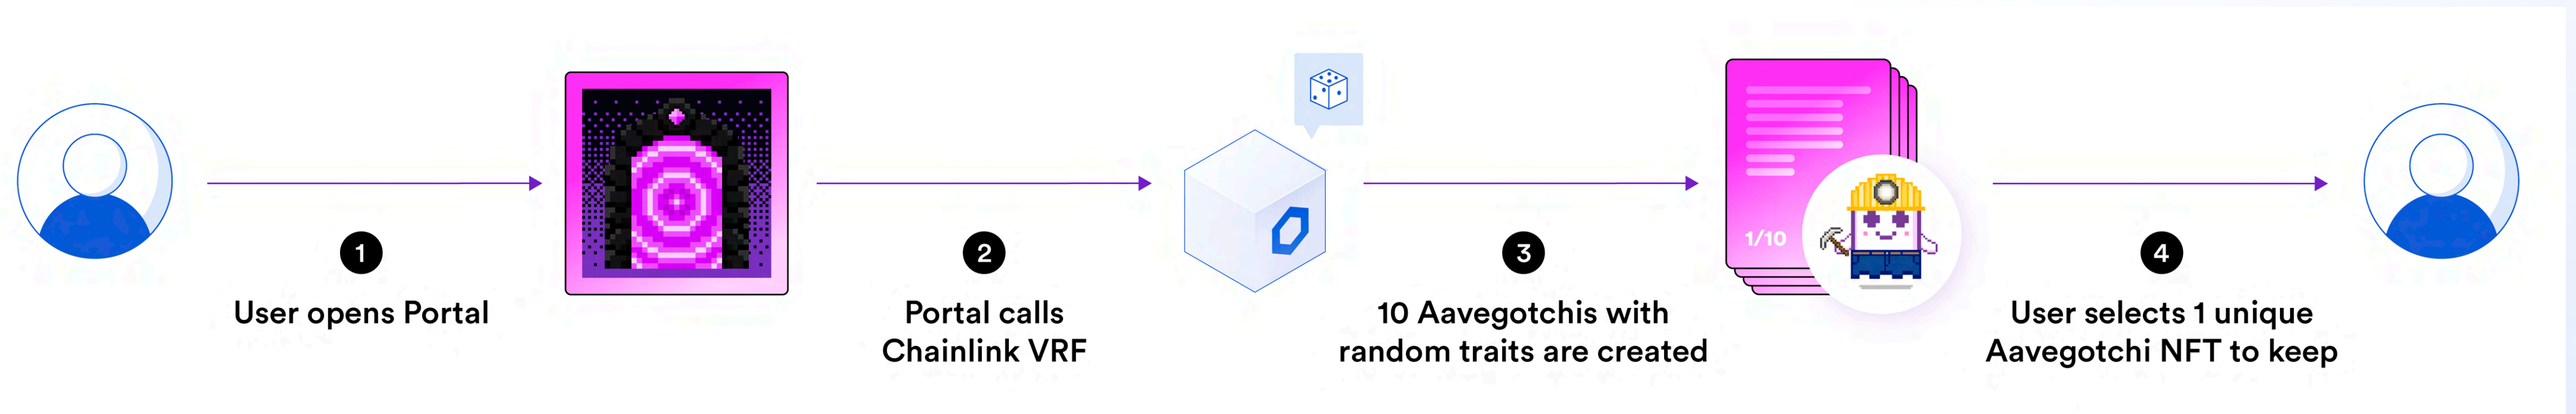 1
User opens Portal
2
Portal calls
Chainlink VRF
3
10 Aavegotchis with
random traits are created
1/10
4
User selects 1 unique
Aavegotchi NFT to keep